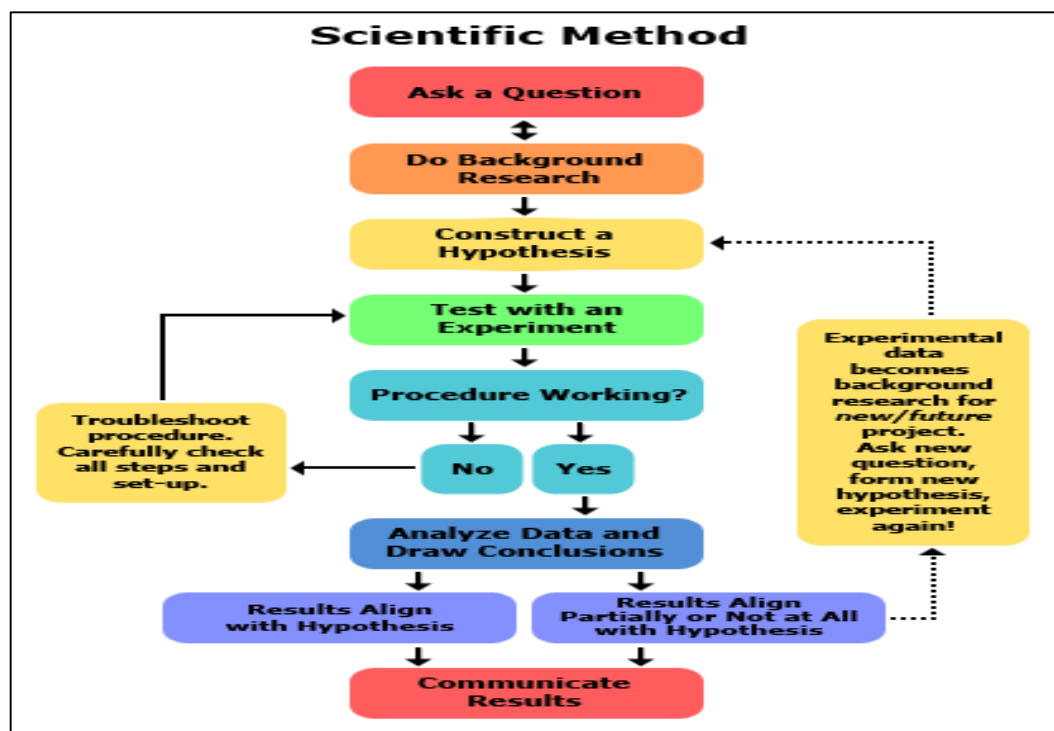 Scientific Method
Ask a Question
Do Background
Research
Construct a
Hypothesis
Test with an
Experiment
Procedure Working?
No
Yes
Troubleshoot
procedure.
Carefully check
all steps and
set-up.
Analyze Data and
Draw Conclusions
Results Align
with Hypothesis
Results Align
Partially or Not at All
with Hypothesis
Experimental
data
becomes
background
research for
new/future
project.
Ask new
question,
form new
hypothesis,
experiment
again!
Communicate
Results